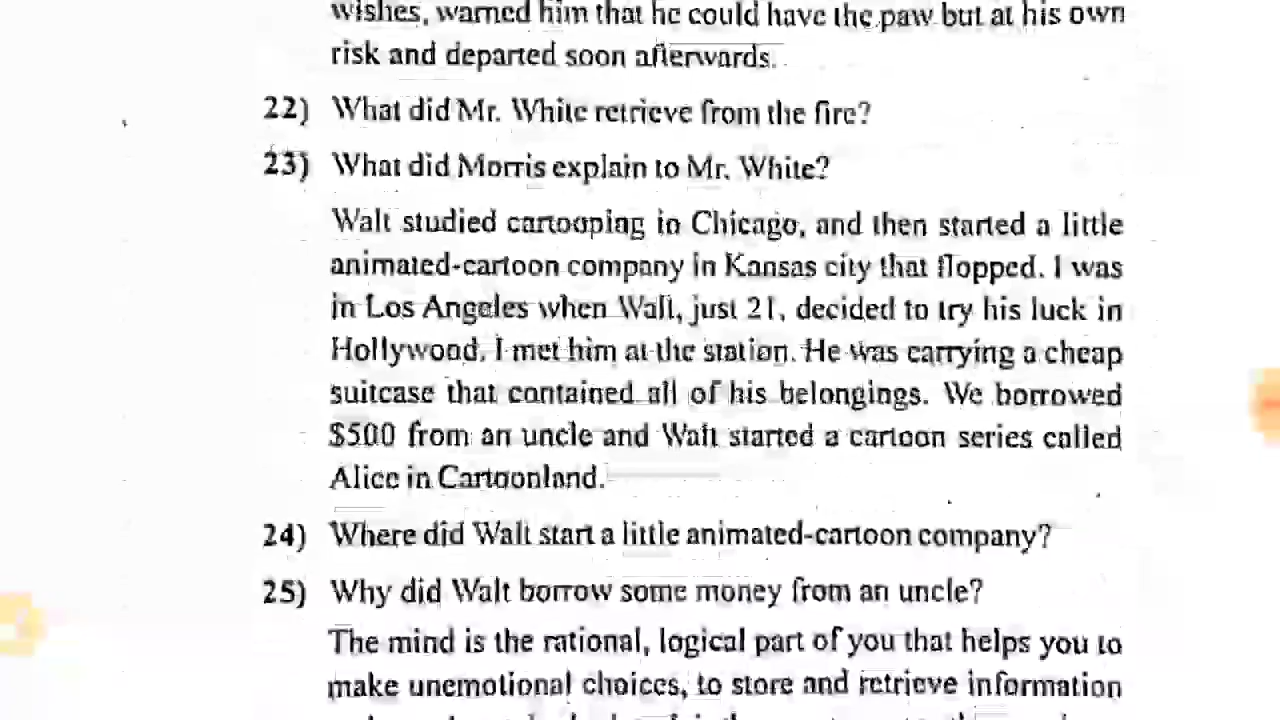 wishes, warned him that he could have the paw but at his own
risk and departed soon afterwards.
22) What did Mr. White retrieve from the fire?
23) What did Morris explain to Mr. White?
Walt studied cartooning in Chicago, and then started a little
animated-cartoon company in Kansas city that flopped. I was
in Los Angeles when Walt, just 21, decided to try his luck in
Hollywood. I met him at the station. He was carrying a cheap
suitcase that contained all of his belongings. We borrowed
$500 from an uncle and Walt started a cartoon series called
Alice in Cartoonland.
24) Where did Walt start a little animated-cartoon company?
25) Why did Walt borrow some money from an uncle?
The mind is the rational, logical part of you that helps you to
make unemotional choices, to store and retrieve information